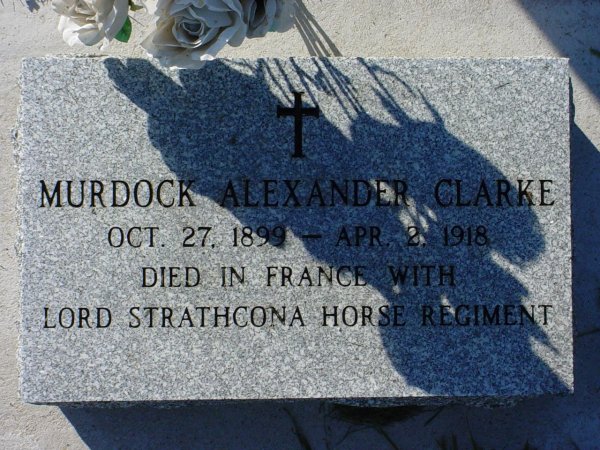 MURDOCK ALEXANDER CLARKE
OCT. 27, 1899 – APR. 2, 1918
DIED IN FRANCE WITH
LORD STRATHCONA HORSE REGIMENT